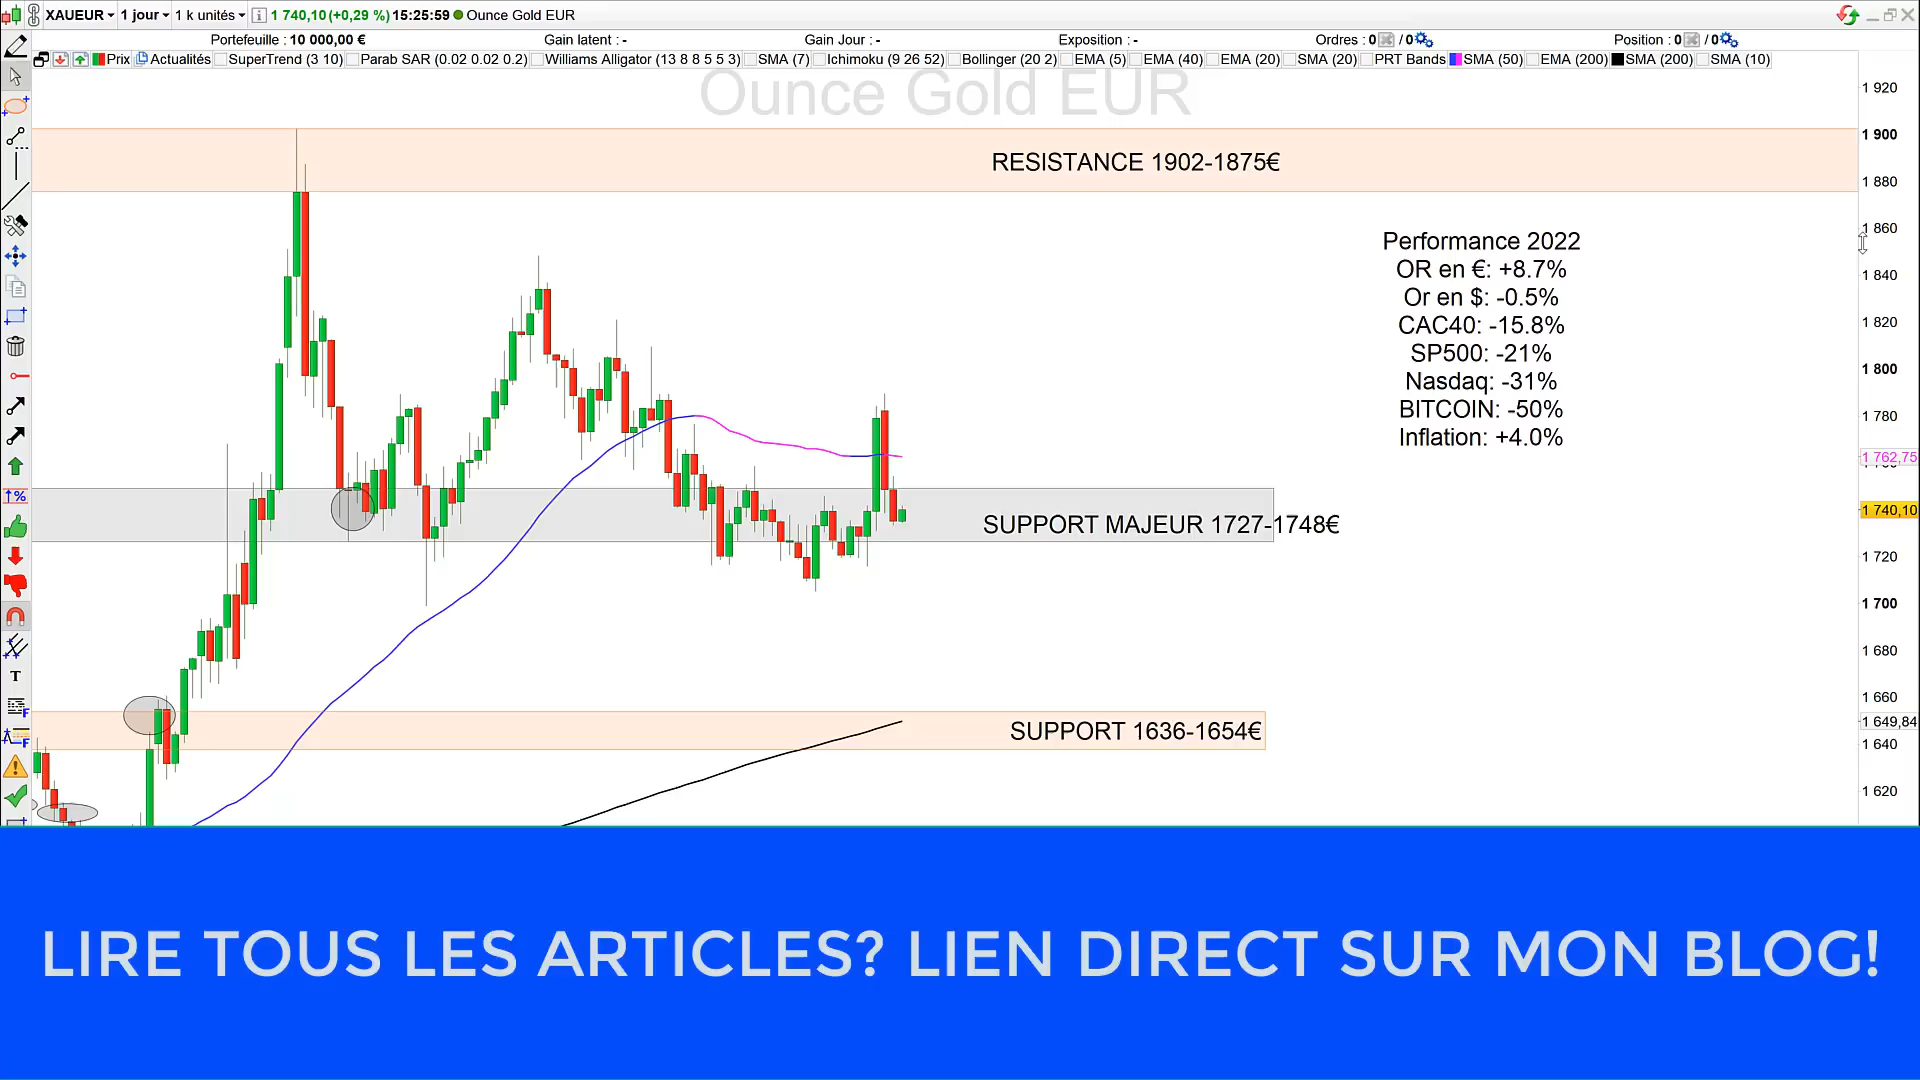 XAUEUR 1 jour 1 k unités 1 740,10 (+0,29 %) 15:25:59 Ounce Gold EUR
Portefeuille : 10 000,00 € Gain latent : - Gain Jour : - Exposition : - Ordres : 0 / 0 Position : 0 / 0
Prix Actualités SuperTrend (3 10) Parab SAR (0.02 0.02 0.2) Williams Alligator (13 8 8 5 5 3) SMA (7) Ichimoku (9 26 52) Bollinger (20 2) EMA (5) EMA (40) EMA (20) SMA (20) PRT Bands SMA (50) EMA (200) SMA (200) SMA (10)
Ounce Gold EUR
1 920
1 900
RESISTANCE 1902-1875€
1 880
1 860
Performance 2022
OR en €: +8.7%
1 840
Or en $: -0.5%
CAC40: -15.8%
1 820
SP500: -21%
1 800
Nasdaq: -31%
BITCOIN: -50%
1 780
Inflation: +4.0%
1 762,75
1 740,10
SUPPORT MAJEUR 1727-1748€
1 720
1 700
1 680
1 660
1 649,84
SUPPORT 1636-1654€
1 640
1 620
LIRE TOUS LES ARTICLES? LIEN DIRECT SUR MON BLOG!